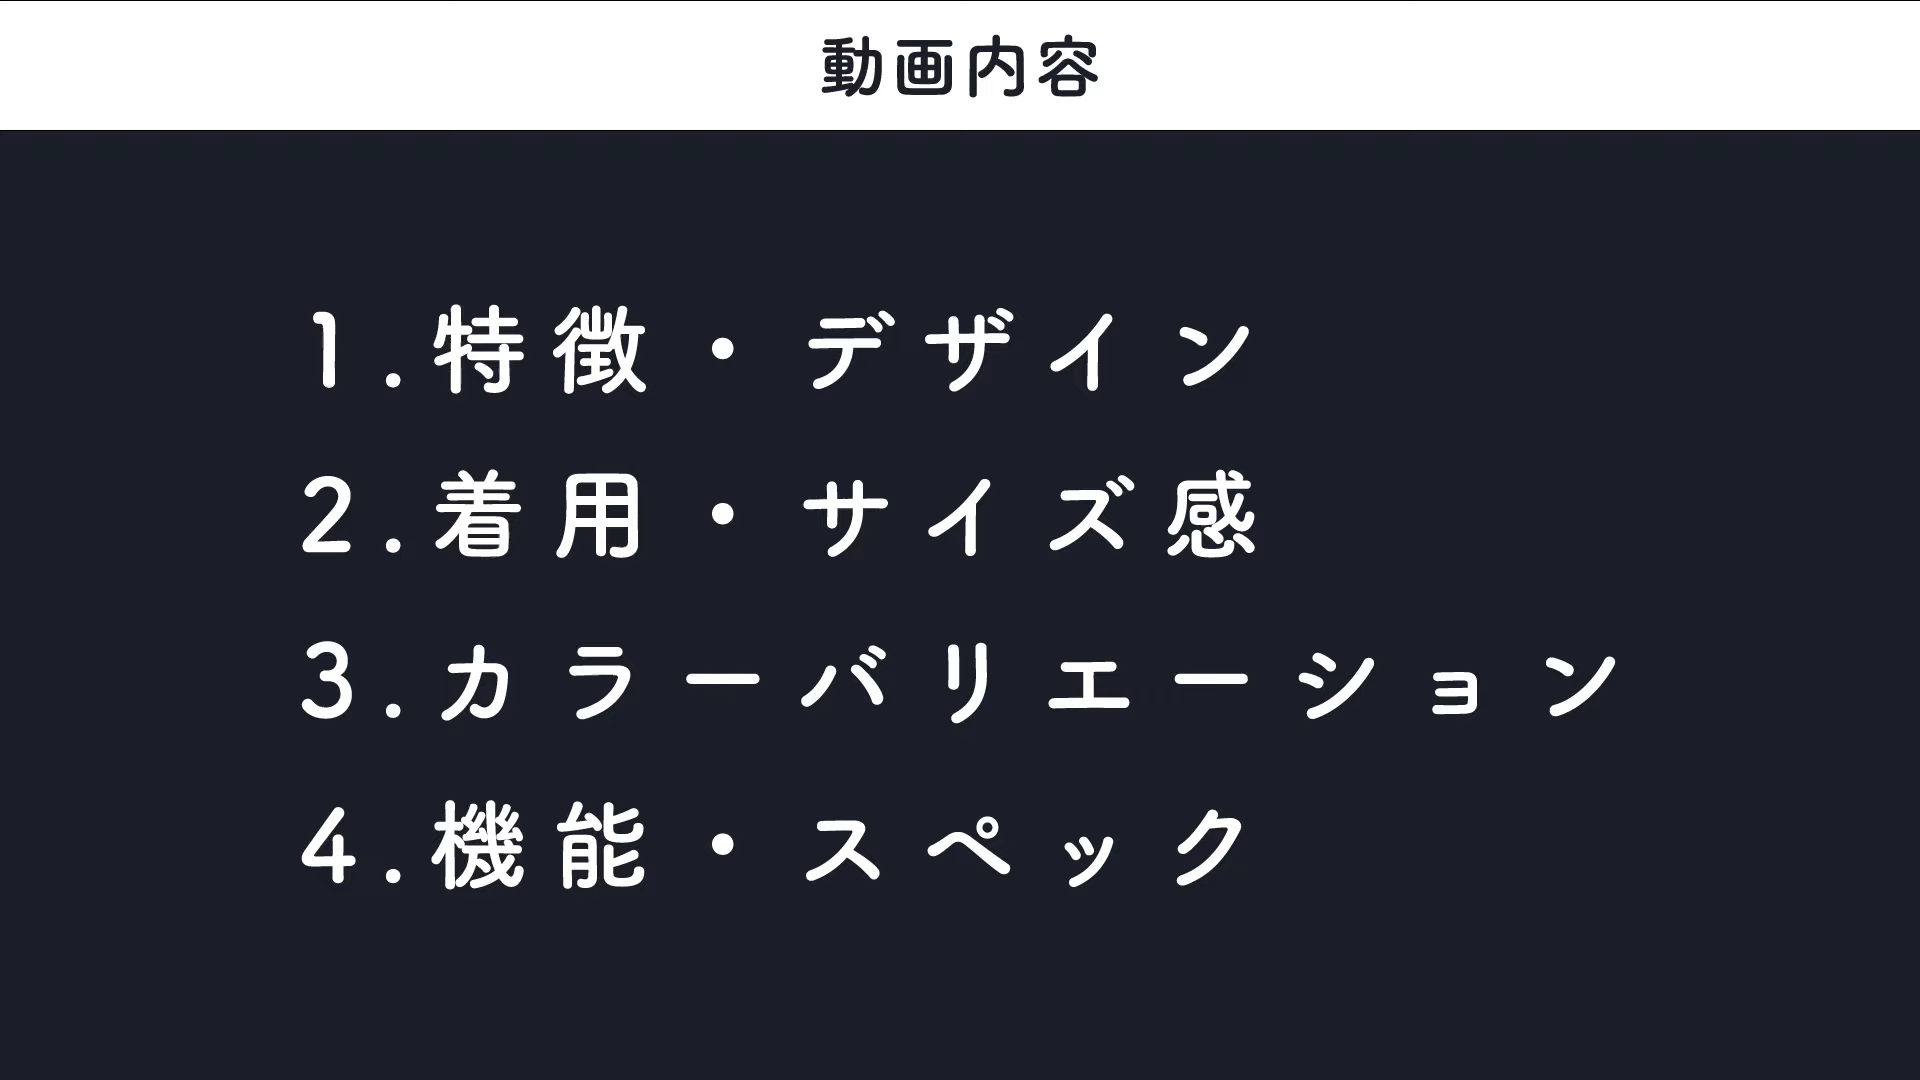 動画内容
1.特徴・デザイン
2.着用・サイズ感
3.カラーバリエーション
4.機能・スペック